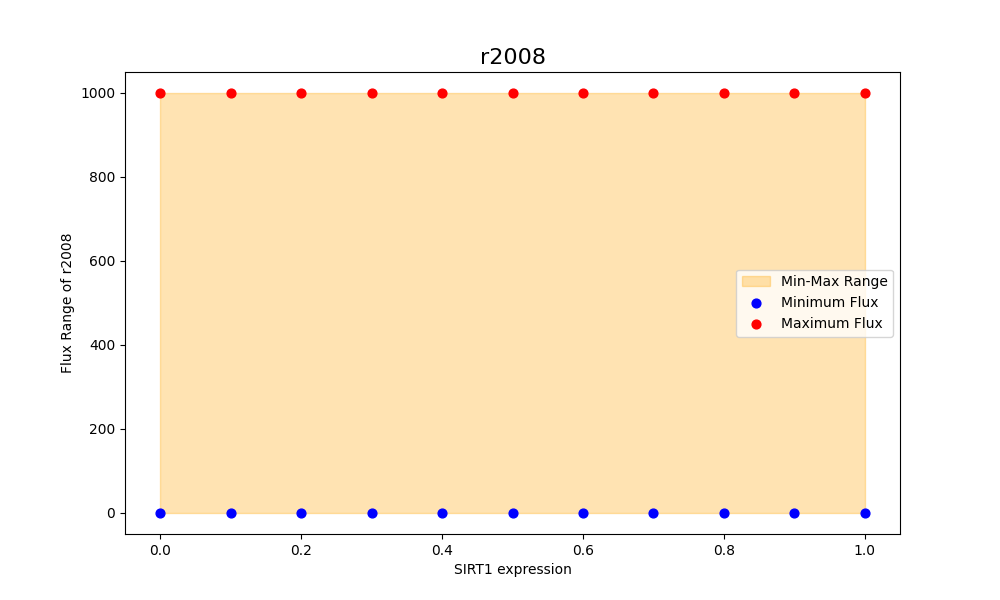 r2008
Flux Range of r2008
1000
800
600
400
200
0
Min-Max Range
Minimum Flux
Maximum Flux
0.0 0.2 0.4 0.6 0.8 1.0
SIRT1 expression